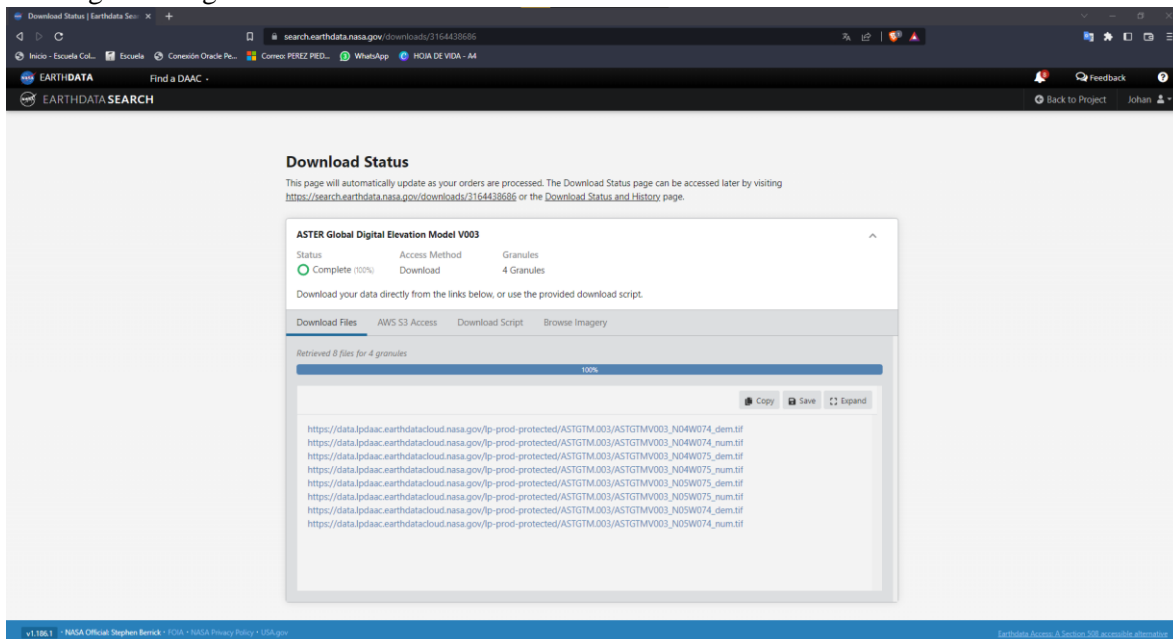 Download Status | Earthdata Sear
search.earthdata.nasa.gov/downloads/3164438686
Inicio - Escuela Col... Escuela Conexión Oracle Pe... Correo: PEREZ PIED... WhatsApp HOJA DE VIDA - A4
EARTHDATA Find a DAAC Feedback
EARTHDATA SEARCH Back to Project Johan
Download Status
This page will automatically update as your orders are processed. The Download Status page can be accessed later by visiting
https://search.earthdata.nasa.gov/downloads/3164438686 or the Download Status and History page.
ASTER Global Digital Elevation Model V003
Status Access Method Granules
Complete (100%) Download 4 Granules
Download your data directly from the links below, or use the provided download script.
Download Files AWS S3 Access Download Script Browse Imagery
Retrieved 8 files for 4 granules
100%
Copy Save Expand
https://data.lpdaac.earthdatacloud.nasa.gov/lp-prod-protected/ASTGTM.003/ASTGTMV003_N04W074_dem.tif
https://data.lpdaac.earthdatacloud.nasa.gov/lp-prod-protected/ASTGTM.003/ASTGTMV003_N04W074_num.tif
https://data.lpdaac.earthdatacloud.nasa.gov/lp-prod-protected/ASTGTM.003/ASTGTMV003_N04W075_dem.tif
https://data.lpdaac.earthdatacloud.nasa.gov/lp-prod-protected/ASTGTM.003/ASTGTMV003_N04W075_num.tif
https://data.lpdaac.earthdatacloud.nasa.gov/lp-prod-protected/ASTGTM.003/ASTGTMV003_N05W075_dem.tif
https://data.lpdaac.earthdatacloud.nasa.gov/lp-prod-protected/ASTGTM.003/ASTGTMV003_N05W075_num.tif
https://data.lpdaac.earthdatacloud.nasa.gov/lp-prod-protected/ASTGTM.003/ASTGTMV003_N05W074_dem.tif
https://data.lpdaac.earthdatacloud.nasa.gov/lp-prod-protected/ASTGTM.003/ASTGTMV003_N05W074_num.tif
v1.186.1 • NASA Official: Stephen Berrick • FOIA • NASA Privacy Policy • USA.gov Earthdata Access: A Section 508 accessible alternative